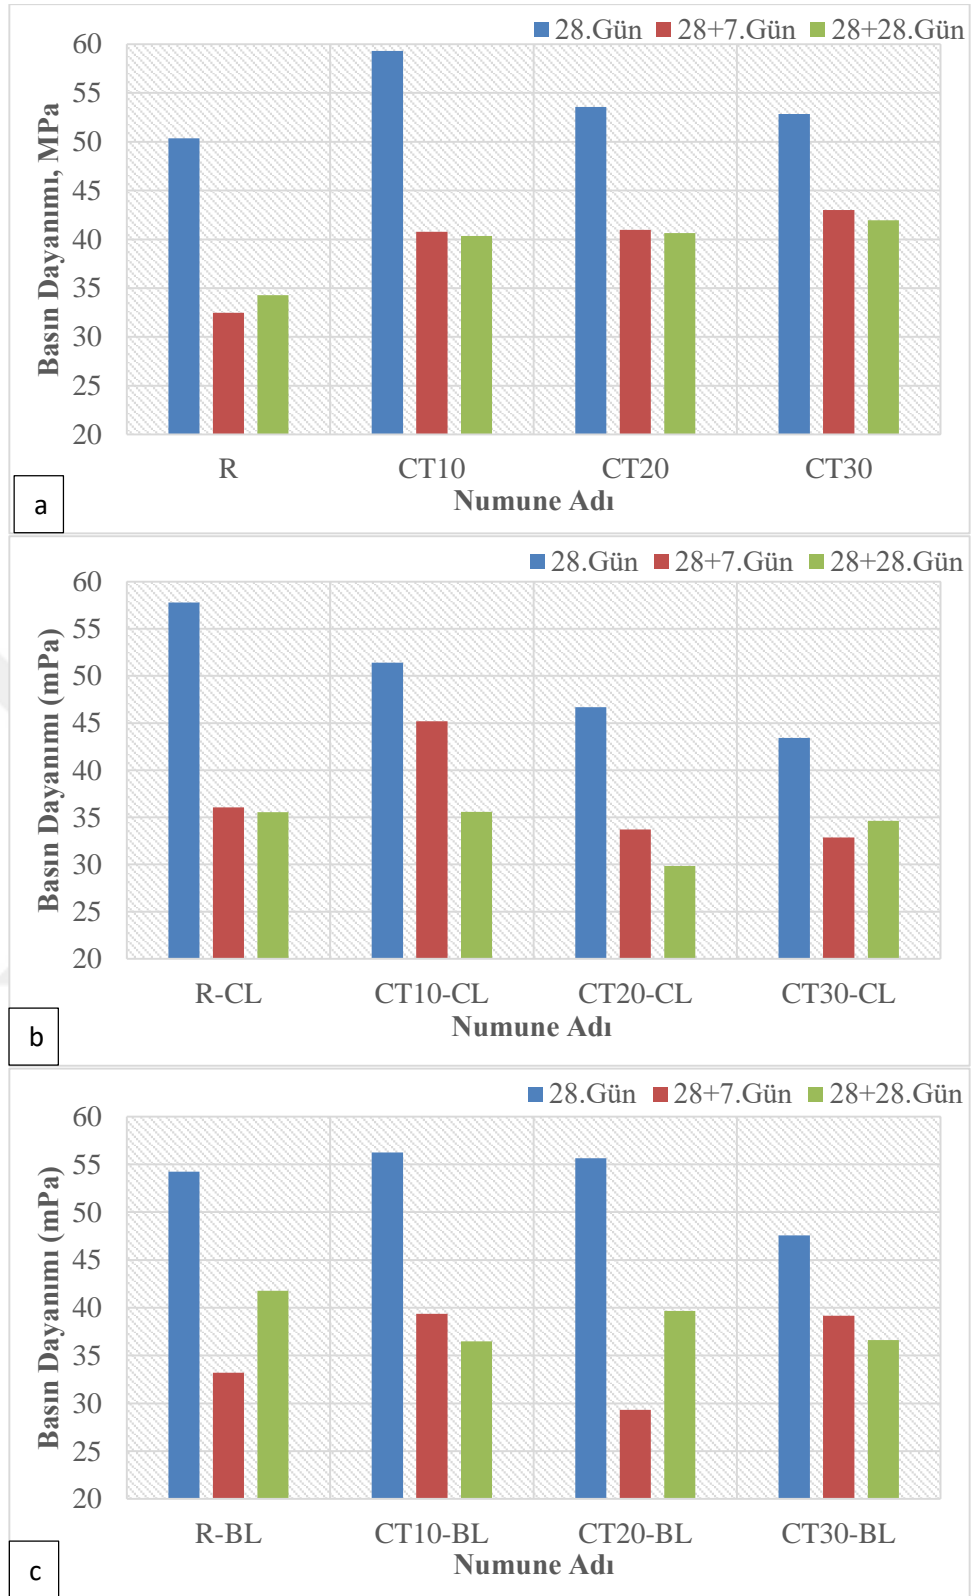 28.Gün 28+7.Gün 28+28.Gün
60
55
50
45
40
35
30
25
20
Basın Dayanımı, MPa
R CT10 CT20 CT30
Numune Adı
a
28.Gün 28+7.Gün 28+28.Gün
60
55
50
45
40
35
30
25
20
Basın Dayanımı (mPa)
R-CL CT10-CL CT20-CL CT30-CL
Numune Adı
b
28.Gün 28+7.Gün 28+28.Gün
60
55
50
45
40
35
30
25
20
Basın Dayanımı (mPa)
R-BL CT10-BL CT20-BL CT30-BL
Numune Adı
c